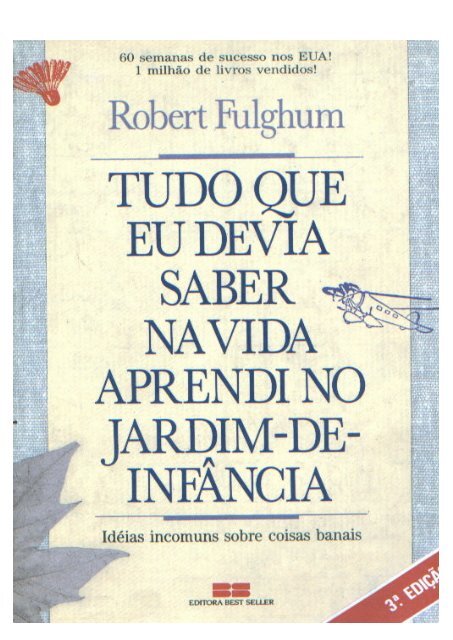 60 semanas de sucesso nos EUA!
1 milhão de livros vendidos!
Robert Fulghum
TUDO QUE
EU DEVIA
SABER
NA VIDA
APRENDI NO
JARDIM-DE-
INFÂNCIA
Idéias incomuns sobre coisas banais
EDITORA BEST SELLER
3ª EDIÇÃO